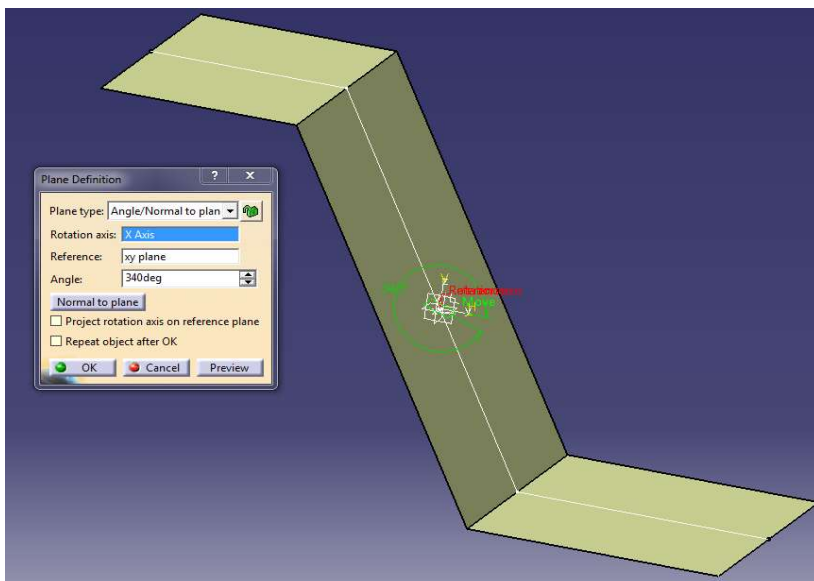 Plane Definition ? X
Plane type: Angle/Normal to plan
Rotation axis: X Axis
Reference: xy plane
Angle: 340deg
Normal to plane
Project rotation axis on reference plane
Repeat object after OK
OK Cancel Preview
Move